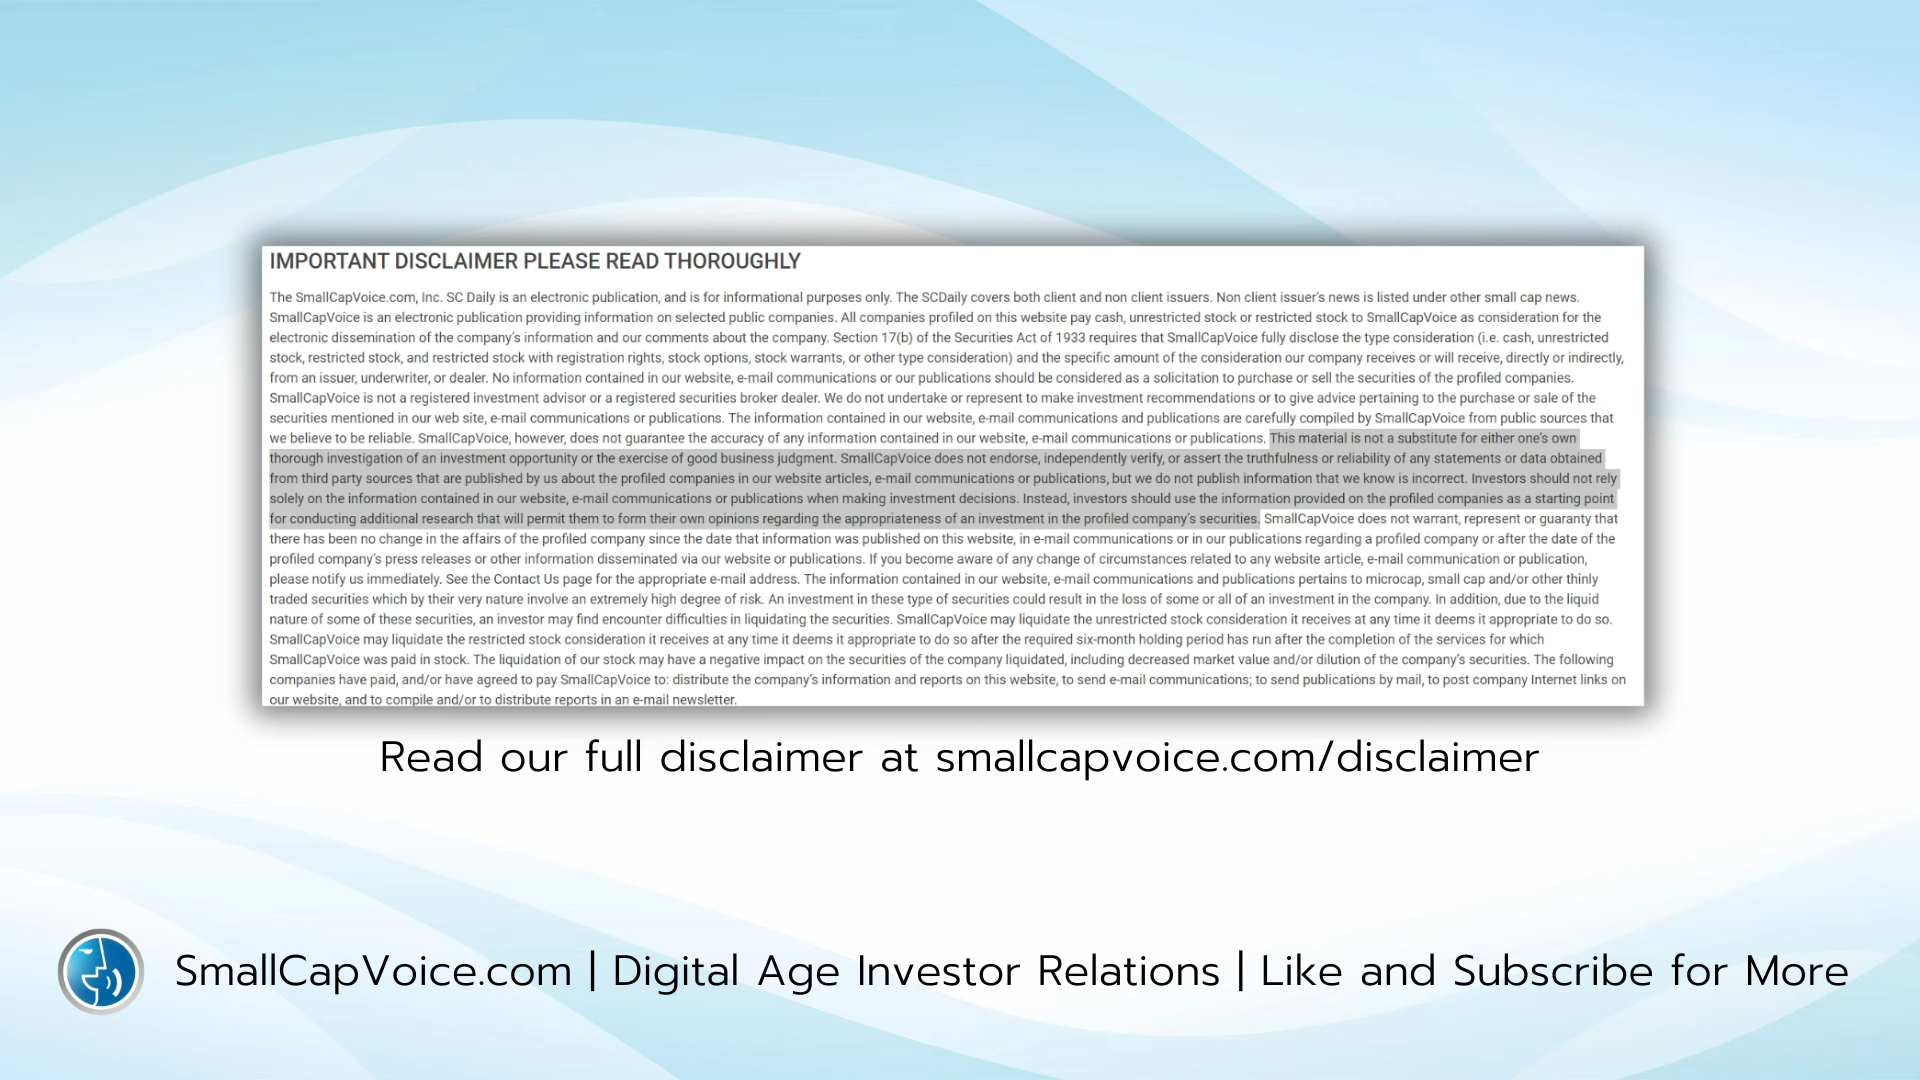 IMPORTANT DISCLAIMER PLEASE READ THOROUGHLY
The SmallCapVoice.com, Inc. SC Daily is an electronic publication, and is for informational purposes only. The SCDaily covers both client and non client issuers. Non client issuer's news is listed under other small cap news.
SmallCapVoice is an electronic publication providing information on selected public companies. All companies profiled on this website pay cash, unrestricted stock or restricted stock to SmallCapVoice as consideration for the
electronic dissemination of the company's information and our comments about the company. Section 17(b) of the Securities Act of 1933 requires that SmallCapVoice fully disclose the type consideration (i.e. cash, unrestricted
stock, restricted stock, and restricted stock with registration rights, stock options, stock warrants, or other type consideration) and the specific amount of the consideration our company receives or will receive, directly or indirectly,
from an issuer, underwriter, or dealer. No information contained in our website, e-mail communications or our publications should be considered as a solicitation to purchase or sell the securities of the profiled companies.
SmallCapVoice is not a registered investment advisor or a registered securities broker dealer. We do not undertake or represent to make investment recommendations or to give advice pertaining to the purchase or sale of the
securities mentioned in our web site, e-mail communications or publications. The information contained in our website, e-mail communications and publications are carefully compiled by SmallCapVoice from public sources that
we believe to be reliable. SmallCapVoice, however, does not guarantee the accuracy of any information contained in our website, e-mail communications or publications. This material is not a substitute for either one's own
thorough investigation of an investment opportunity or the exercise of good business judgment. SmallCapVoice does not endorse, independently verify, or assert the truthfulness or reliability of any statements or data obtained
from third party sources that are published by us about the profiled companies in our website articles, e-mail communications or publications, but we do not publish information that we know is incorrect. Investors should not rely
solely on the information contained in our website, e-mail communications or publications when making investment decisions. Instead, investors should use the information provided on the profiled companies as a starting point
for conducting additional research that will permit them to form their own opinions regarding the appropriateness of an investment in the profiled company's securities. SmallCapVoice does not warrant, represent or guaranty that
there has been no change in the affairs of the profiled company since the date that information was published on this website, in e-mail communications or in our publications regarding a profiled company or after the date of the
profiled company's press releases or other information disseminated via our website or publications. If you become aware of any change of circumstances related to any website article, e-mail communication or publication,
please notify us immediately. See the Contact Us page for the appropriate e-mail address. The information contained in our website, e-mail communications and publications pertains to microcap, small cap and/or other thinly
traded securities which by their very nature involve an extremely high degree of risk. An investment in these type of securities could result in the loss of some or all of an investment in the company. In addition, due to the liquid
nature of some of these securities, an investor may find encounter difficulties in liquidating the securities. SmallCapVoice may liquidate the unrestricted stock consideration it receives at any time it deems it appropriate to do so.
SmallCapVoice may liquidate the restricted stock consideration it receives at any time it deems it appropriate to do so after the required six-month holding period has run after the completion of the services for which
SmallCapVoice was paid in stock. The liquidation of our stock may have a negative impact on the securities of the company liquidated, including decreased market value and/or dilution of the company's securities. The following
companies have paid, and/or have agreed to pay SmallCapVoice to: distribute the company's information and reports on this website, to send e-mail communications; to send publications by mail, to post company Internet links on
our website, and to compile and/or to distribute reports in an e-mail newsletter.
Read our full disclaimer at smallcapvoice.com/disclaimer
SmallCapVoice.com | Digital Age Investor Relations | Like and Subscribe for More